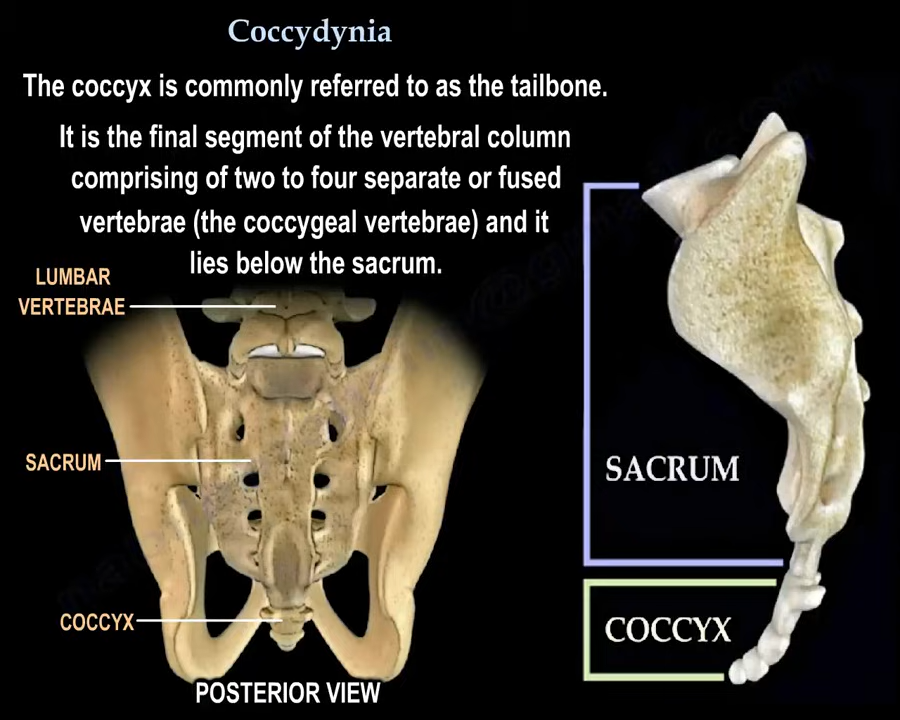 Coccydynia
The coccyx is commonly referred to as the tailbone.
It is the final segment of the vertebral column
comprising of two to four separate or fused
vertebrae (the coccygeal vertebrae) and it
lies below the sacrum.
LUMBAR
VERTEBRAE
SACRUM
COCCYX
POSTERIOR VIEW
SACRUM
COCCYX